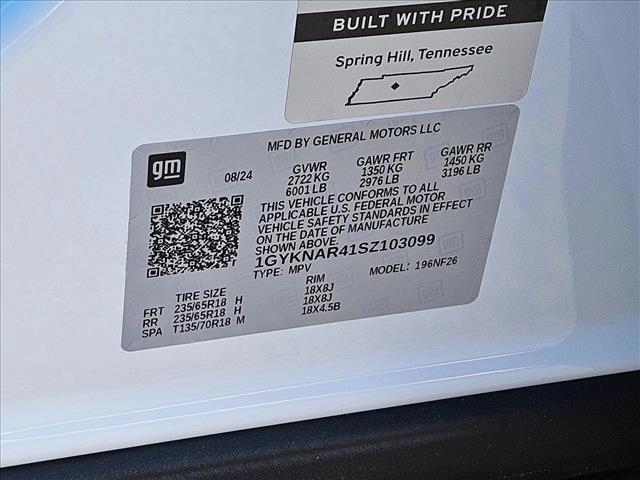 BUILT WITH PRIDE
Spring Hill, Tennessee
MFD BY GENERAL MOTORS LLC
gm
08/24
GVWR GAWR FRT GAWR RR
2722 KG 1350 KG 1450 KG
6001 LB 2976 LB 3196 LB
THIS VEHICLE CONFORMS TO ALL
APPLICABLE U.S. FEDERAL MOTOR
VEHICLE SAFETY STANDARDS IN EFFECT
ON THE DATE OF MANUFACTURE
SHOWN ABOVE.
1GYKNAR41SZ103099
TYPE: MPV MODEL: 196NF26
TIRE SIZE RIM
FRT 235/65R18 H 18X8J
RR 235/65R18 H 18X8J
SPA T135/70R18 M 18X4.5B